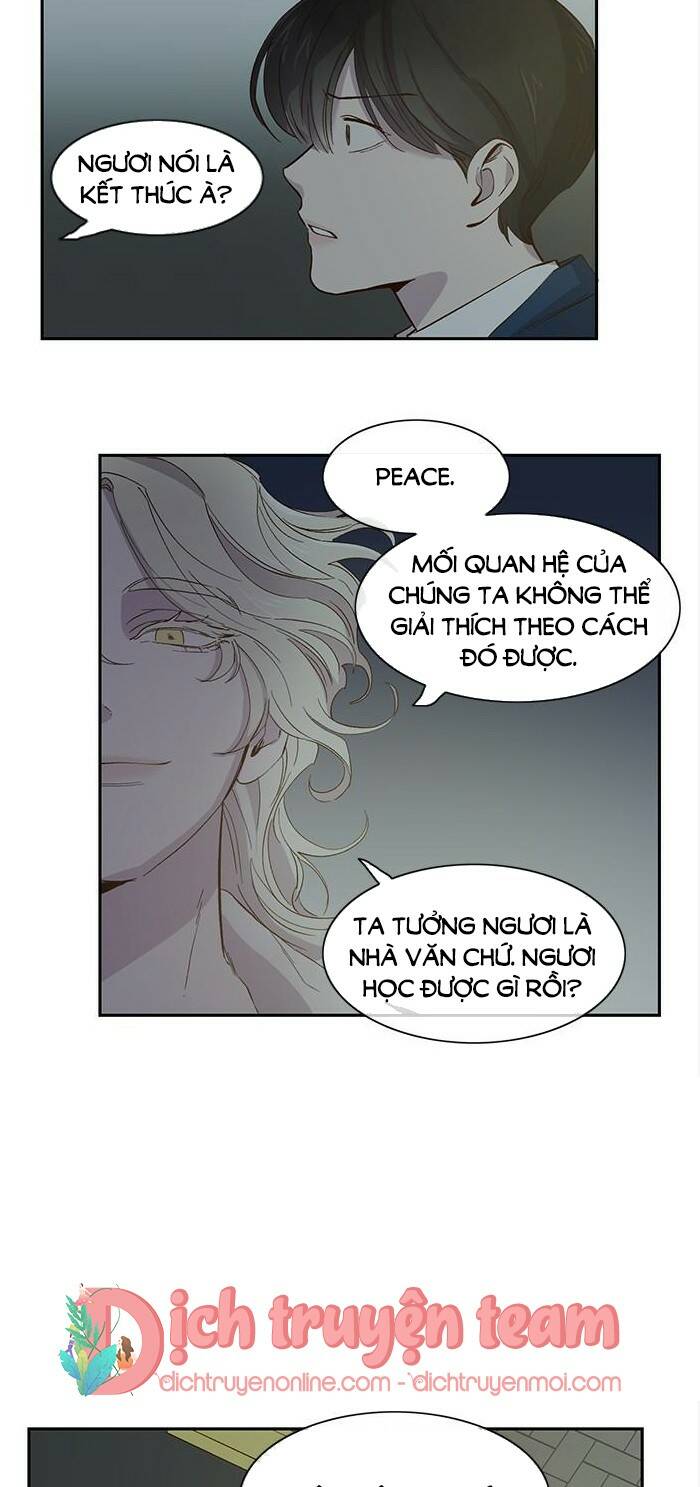 NGƯƠI NÓI LÀ
KẾT THÚC À?
PEACE.
MỐI QUAN HỆ CỦA
CHÚNG TA KHÔNG THỂ
GIẢI THÍCH THEO CÁCH
ĐÓ ĐƯỢC.
TA TƯỞNG NGƯƠI LÀ
NHÀ VĂN CHỨ. NGƯƠI
HỌC ĐƯỢC GÌ RỒI?
Dịch truyện team
dichtruyenonline.com - dichtruyenmoi.com